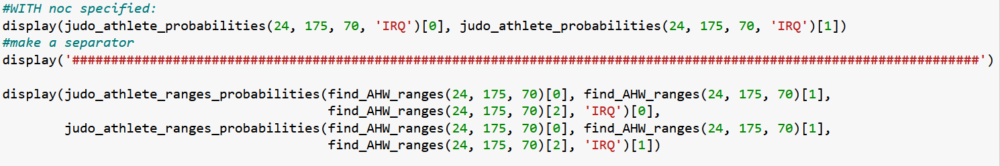 #WITH noc specified:
display(judo_athlete_probabilities(24, 175, 70, 'IRQ')[0], judo_athlete_probabilities(24, 175, 70, 'IRQ')[1])
#make a separator
display('#####################################################################################################################')
display(judo_athlete_ranges_probabilities(find_AHW_ranges(24, 175, 70)[0], find_AHW_ranges(24, 175, 70)[1],
find_AHW_ranges(24, 175, 70)[2], 'IRQ')[0],
judo_athlete_ranges_probabilities(find_AHW_ranges(24, 175, 70)[0], find_AHW_ranges(24, 175, 70)[1],
find_AHW_ranges(24, 175, 70)[2], 'IRQ')[1])